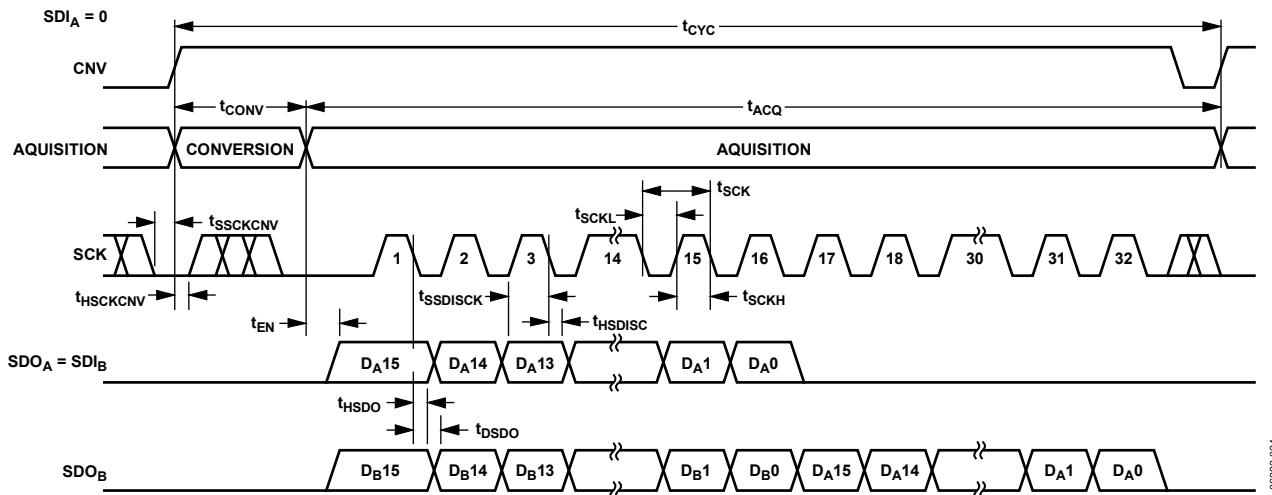 SDIA = 0
tCYC
CNV
tCONV
tACQ
AQUISITION
CONVERSION
AQUISITION
tSCK
tSCKL
tSSCKCNV
SCK
1 2 3 14 15 16 17 18 30 31 32
tHSCKCNV
tSSDISCK
tSCKH
tEN
tHSDISC
SDOA = SDIB
DA15 DA14 DA13 DA1 DA0
tHSDO
tDSDO
SDOB
DB15 DB14 DB13 DB1 DB0 DA15 DA14 DA1 DA0